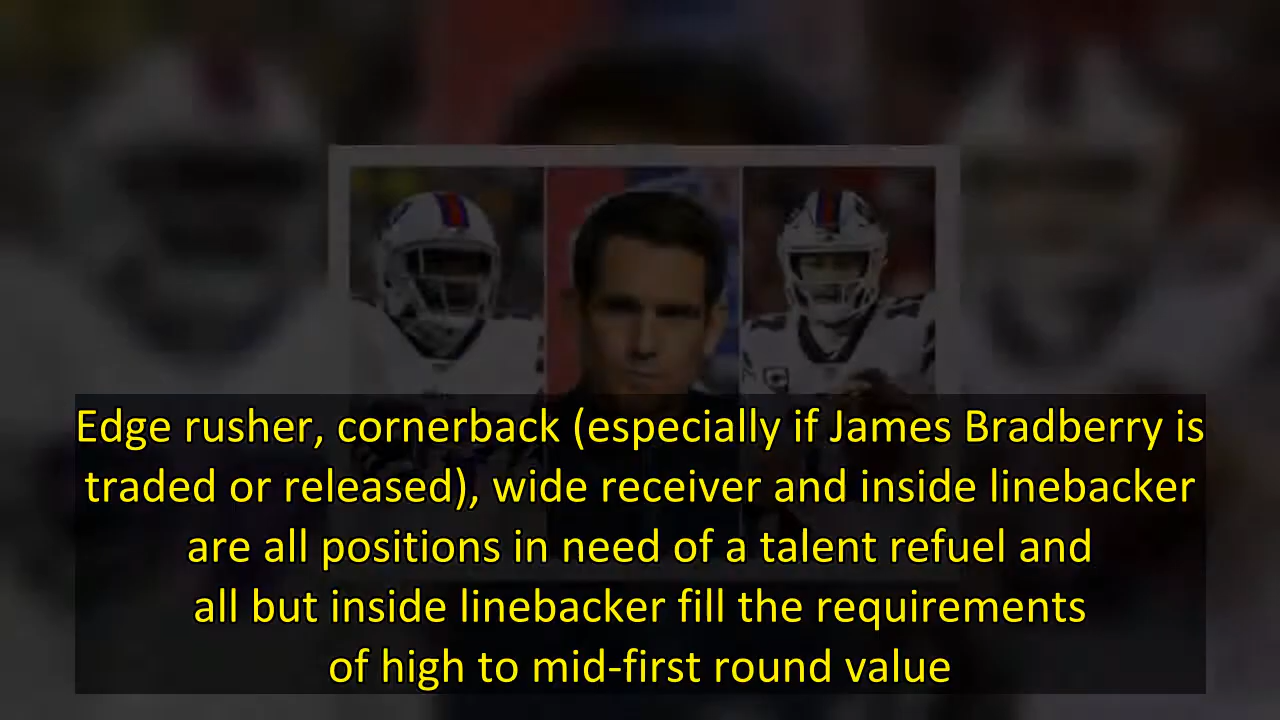 Edge rusher, cornerback (especially if James Bradberry is
traded or released), wide receiver and inside linebacker
are all positions in need of a talent refuel and
all but inside linebacker fill the requirements
of high to mid-first round value